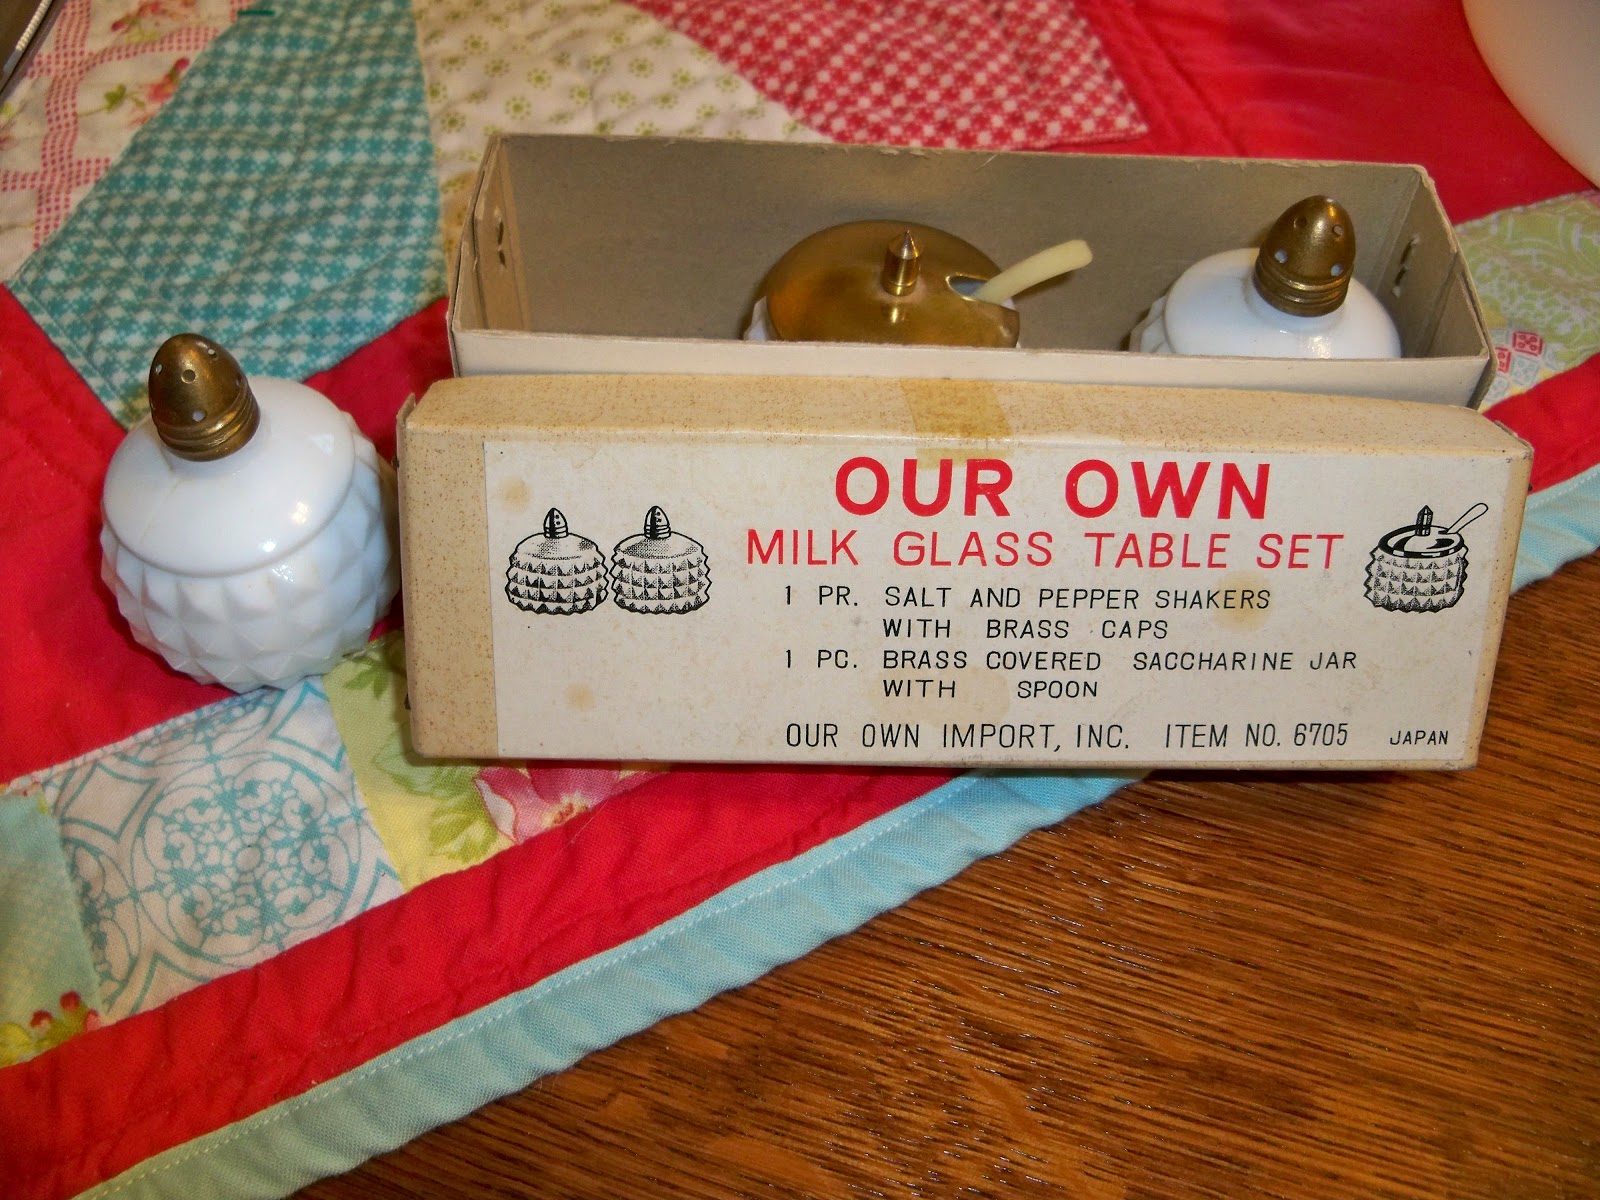 OUR OWN
MILK GLASS TABLE SET
1 PR. SALT AND PEPPER SHAKERS
WITH BRASS CAPS
1 PC. BRASS COVERED SACCHARINE JAR
WITH SPOON
OUR OWN IMPORT, INC. ITEM NO. 6705 JAPAN